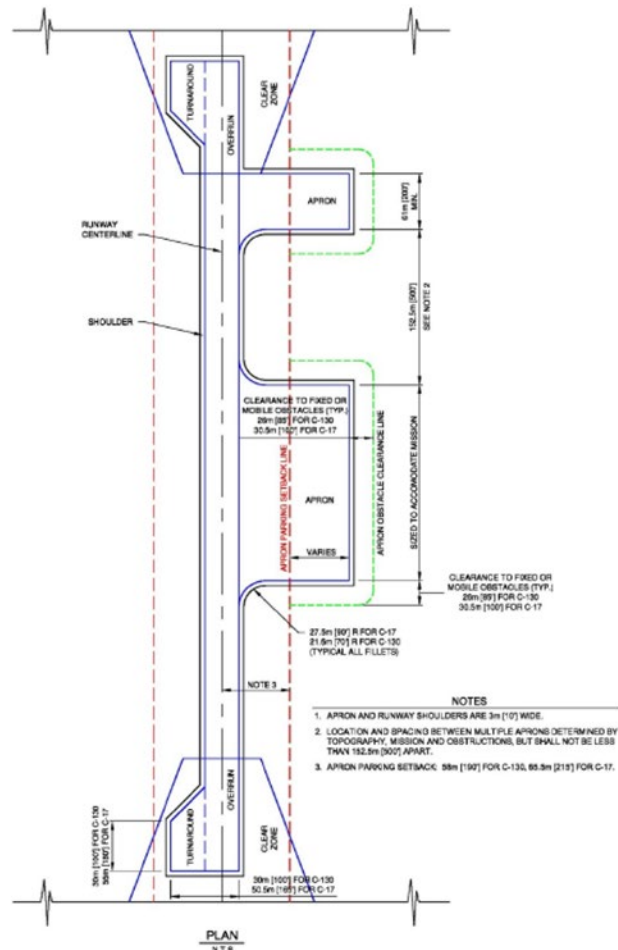 TURNAROUND
OVERRUN
CLEAR
ZONE
APRON
61m [200'] 
MIN.
RUNWAY
CENTERLINE
152.5m [500']
SEE NOTE 2
SHOULDER
CLEARANCE TO FIXED OR
MOBILE OBSTACLES (TYP.)
26m [85'] FOR C-130
30.5m [100'] FOR C-17
APRON PARKING SETBACK LINE
APRON OBSTACLE CLEARANCE LINE
SIZED TO ACCOMODATE MISSION
APRON
VARIES
CLEARANCE TO FIXED OR
MOBILE OBSTACLES (TYP.)
26m [85'] FOR C-130
30.5m [100'] FOR C-17
27.5m [90'] R FOR C-17
21.5m [70'] R FOR C-130
(TYPICAL ALL FILLETS)
NOTE 3
NOTES
1. APRON AND RUNWAY SHOULDERS ARE 3m [10'] WIDE.
2. LOCATION AND SPACING BETWEEN MULTIPLE APRONS DETERMINED BY
TOPOGRAPHY, MISSION AND OBSTRUCTIONS, BUT SHALL NOT BE LESS
THAN 152.5m [500'] APART.
3. APRON PARKING SETBACK: 58m [190'] FOR C-130, 65.5m [215'] FOR C-17.
OVERRUN
TURNAROUND
CLEAR
ZONE
30m [100'] FOR C-130
55m [180'] FOR C-17
30m [100'] FOR C-130
50.5m [165'] FOR C-17
PLAN
N.T.S.